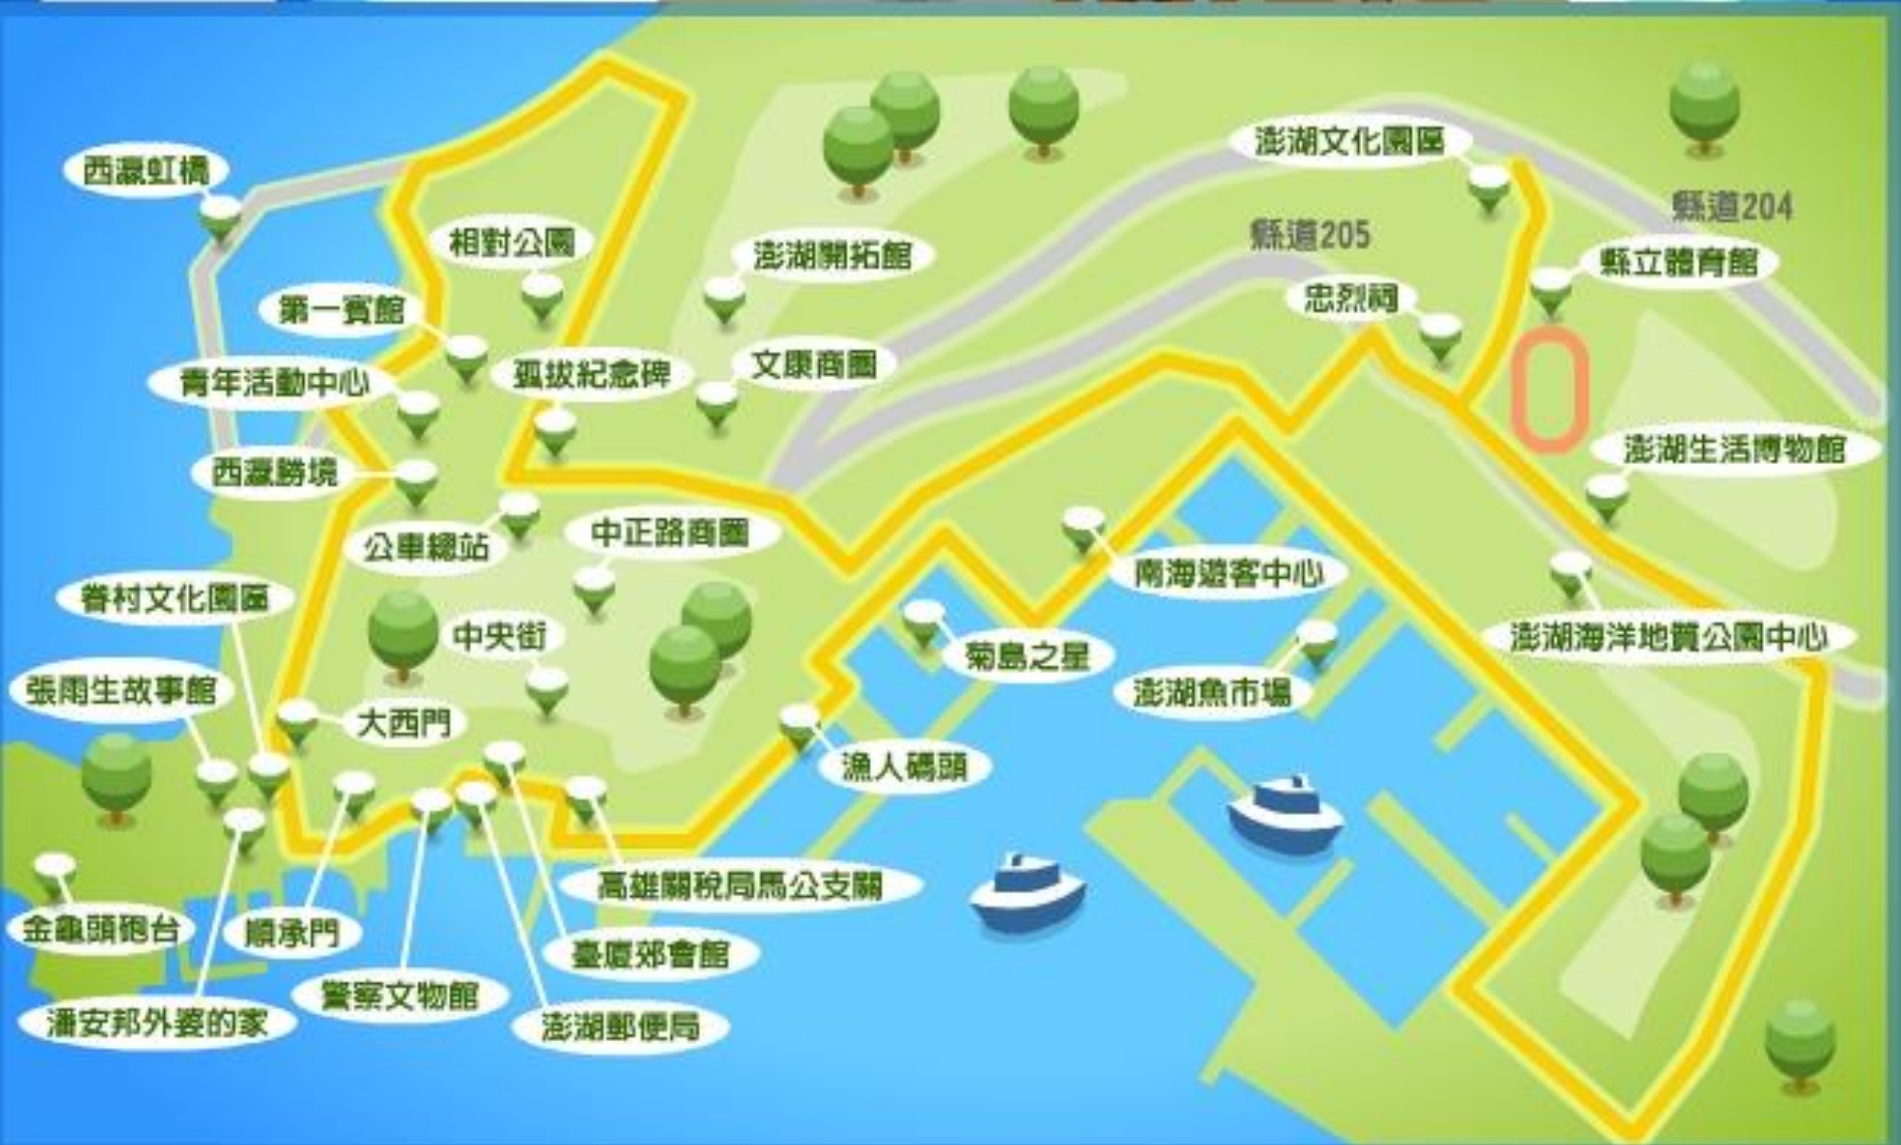 澎湖文化園區
西瀛虹橋
縣道204
縣道205
相對公園
澎湖開拓館
縣立體育館
忠烈祠
第一賓館
孤拔紀念碑
文康商圈
青年活動中心
澎湖生活博物館
西瀛勝境
公車總站
中正路商圈
南海遊客中心
眷村文化園區
中央街
菊島之星
澎湖海洋地質公園中心
張雨生故事館
澎湖魚市場
大西門
漁人碼頭
高雄關稅局馬公支關
金龜頭砲台
順承門
臺廈郊會館
警察文物館
潘安邦外婆的家
澎湖郵便局